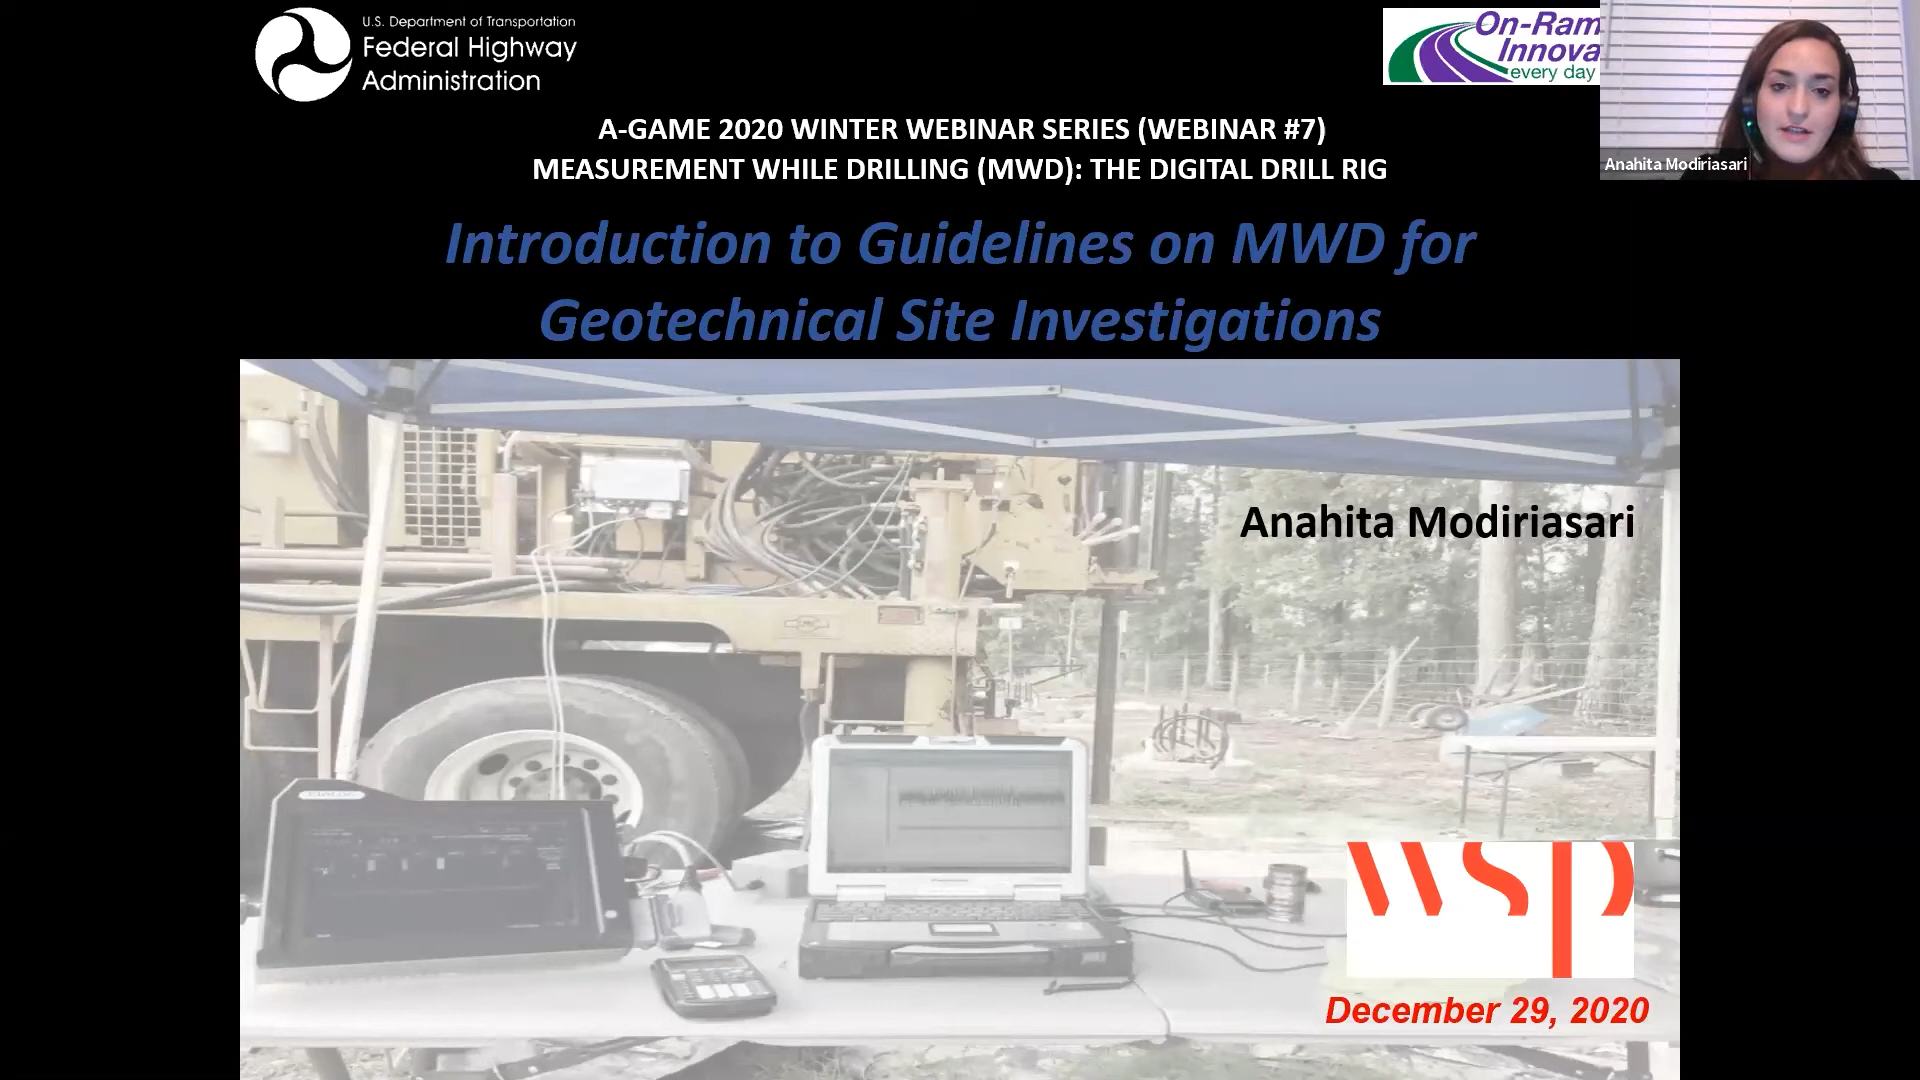 U.S. Department of Transportation
Federal Highway
Administration
On-Ram
Innova
every day
Anahita Modiriasari
A-GAME 2020 WINTER WEBINAR SERIES (WEBINAR #7)
MEASUREMENT WHILE DRILLING (MWD): THE DIGITAL DRILL RIG
Introduction to Guidelines on MWD for
Geotechnical Site Investigations
Anahita Modiriasari
wsp
December 29, 2020